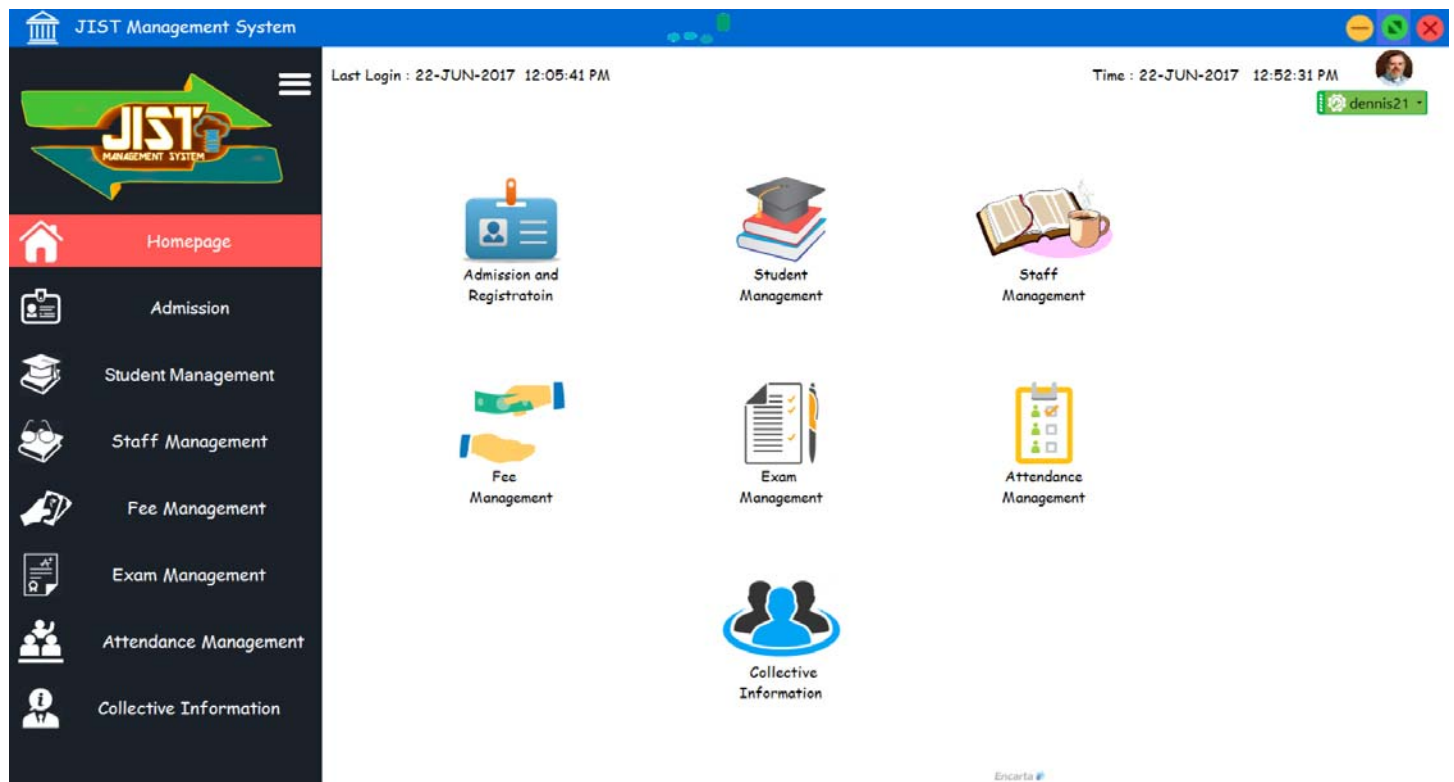 JIST Management System
Last Login : 22-JUN-2017 12:05:41 PM
Time : 22-JUN-2017 12:52:31 PM
dennis21
JIST
MANAGEMENT SYSTEM
Homepage
Admission
Student Management
Staff Management
Fee Management
Exam Management
Attendance Management
Collective Information
Admission and
Registratoin
Student
Management
Staff
Management
Fee
Management
Exam
Management
Attendance
Management
Collective
Information
Encarta